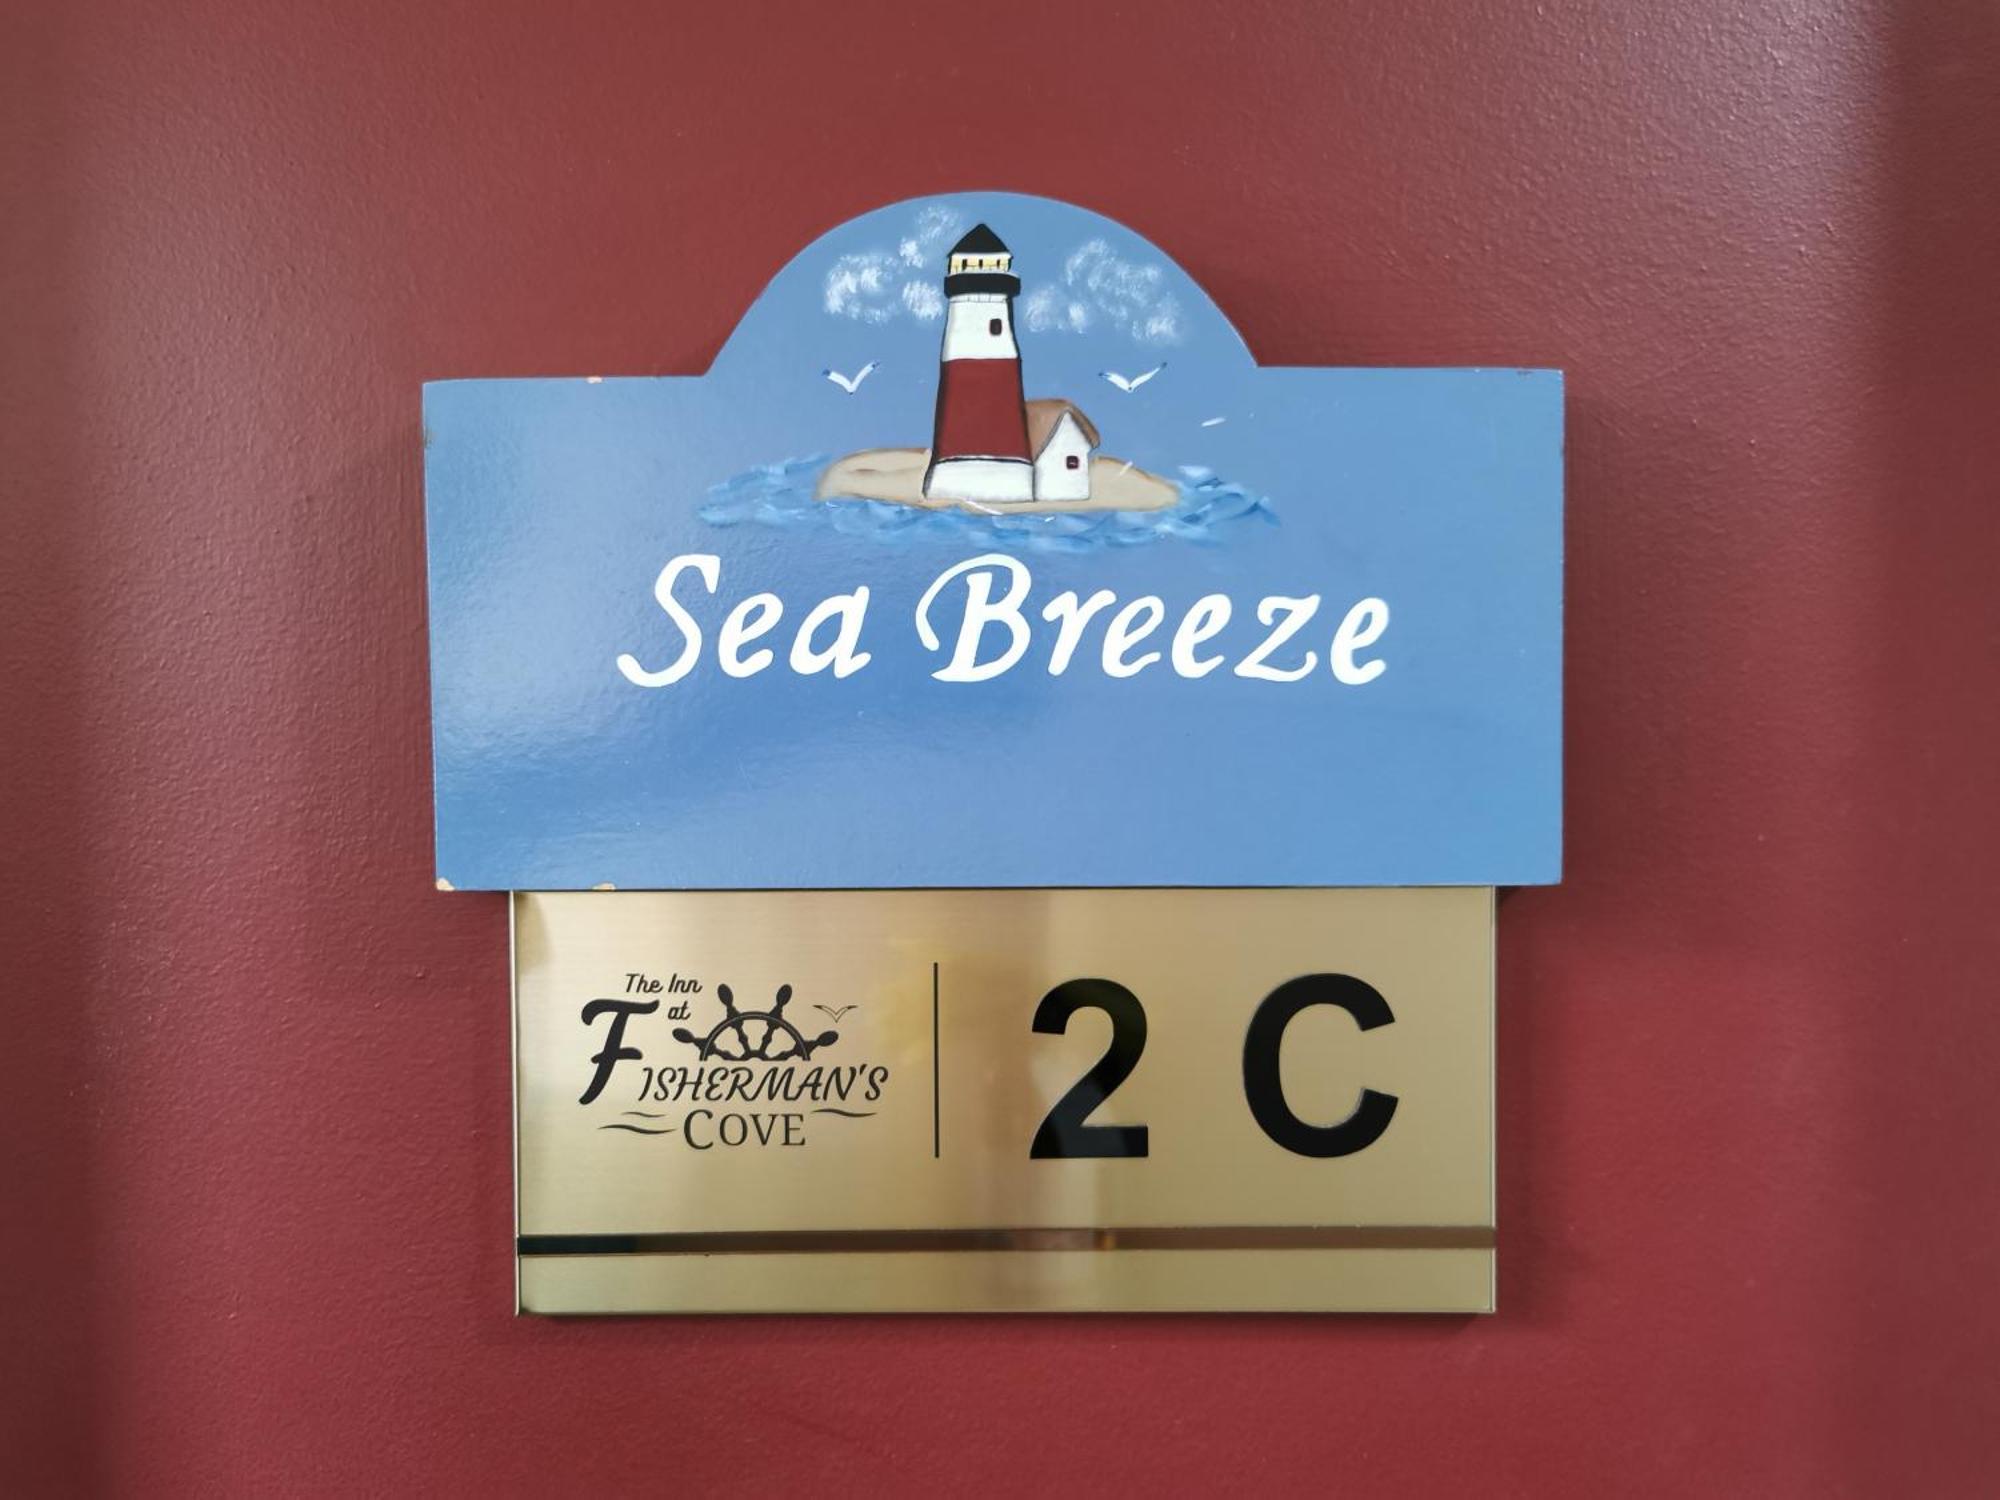 Sea Breeze
The Inn
at
FISHERMAN'S
COVE
2 C